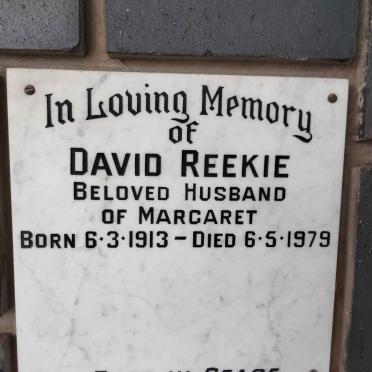 In Loving Memory
of
DAVID REEKIE
BELOVED HUSBAND
OF MARGARET
BORN 6·3·1913 – DIED 6·5·1979